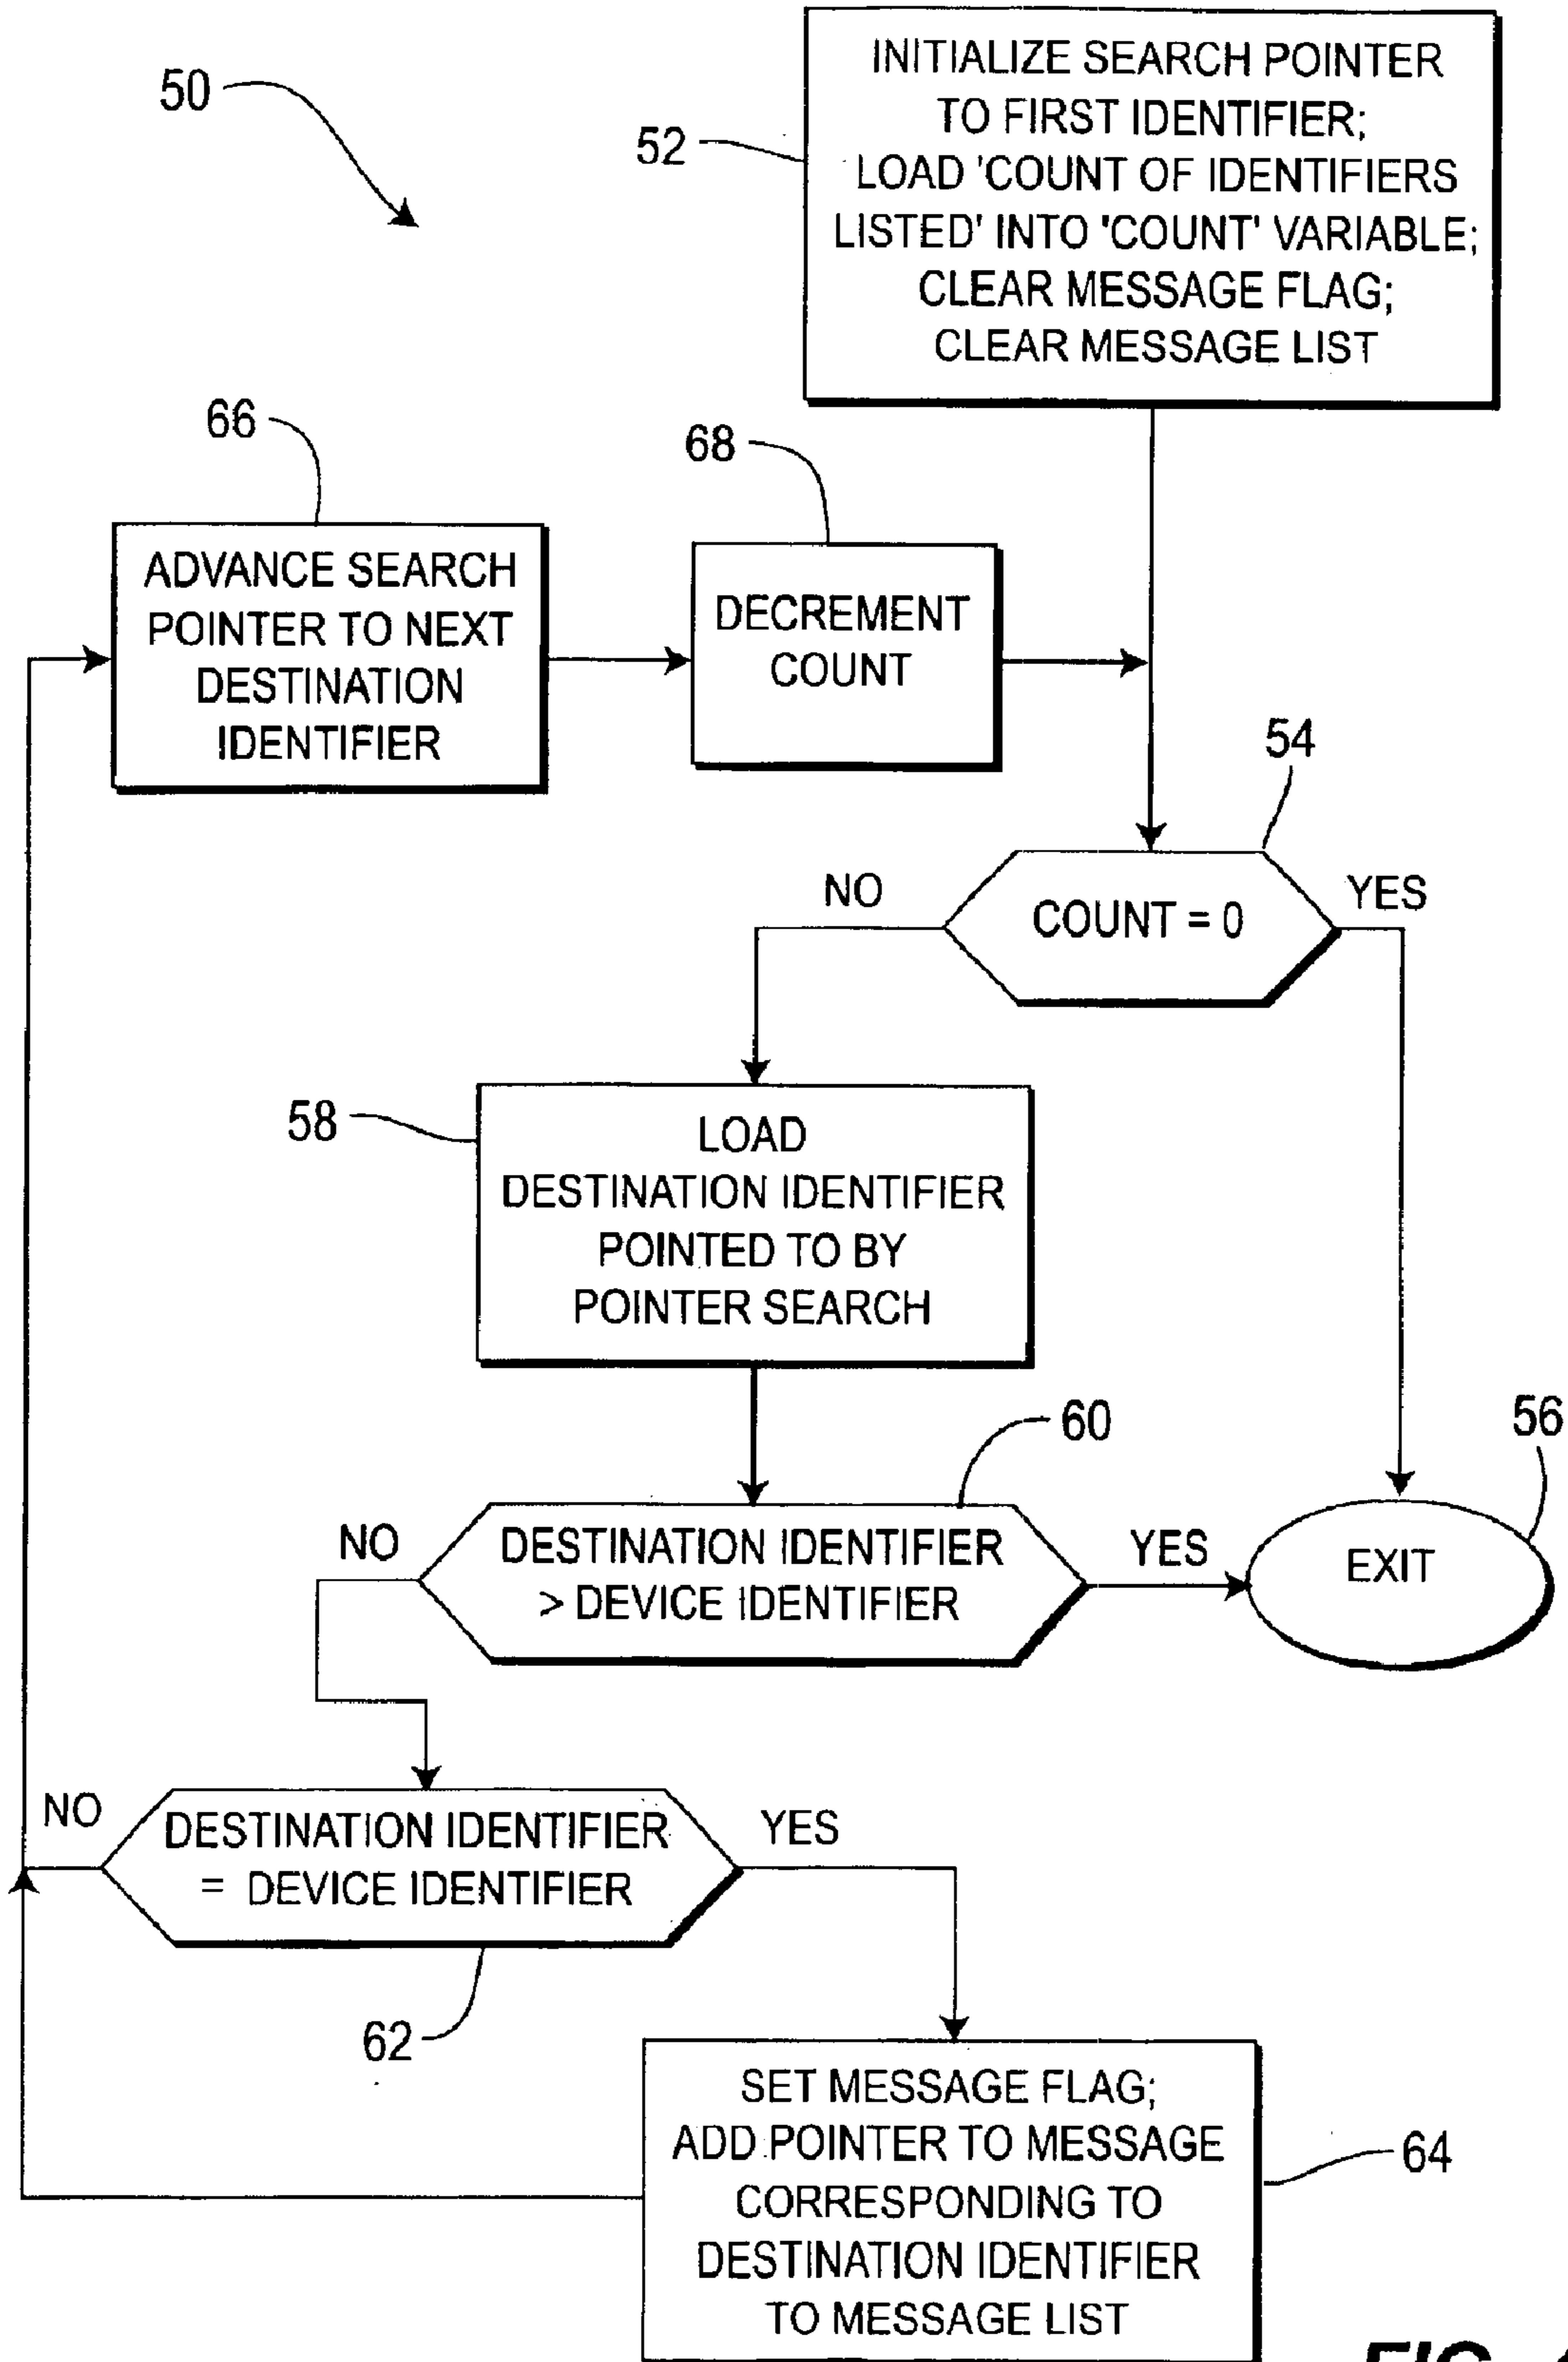 50
52
INITIALIZE SEARCH POINTER
TO FIRST IDENTIFIER;
LOAD 'COUNT OF IDENTIFIERS
LISTED' INTO 'COUNT' VARIABLE;
CLEAR MESSAGE FLAG;
CLEAR MESSAGE LIST
66
ADVANCE SEARCH
POINTER TO NEXT
DESTINATION
IDENTIFIER
68
DECREMENT
COUNT
54
NO
COUNT = 0
YES
58
LOAD
DESTINATION IDENTIFIER
POINTED TO BY
POINTER SEARCH
60
56
NO
DESTINATION IDENTIFIER
> DEVICE IDENTIFIER
YES
EXIT
NO
DESTINATION IDENTIFIER
= DEVICE IDENTIFIER
YES
62
SET MESSAGE FLAG;
ADD POINTER TO MESSAGE
CORRESPONDING TO
DESTINATION IDENTIFIER
TO MESSAGE LIST
64
FIG.